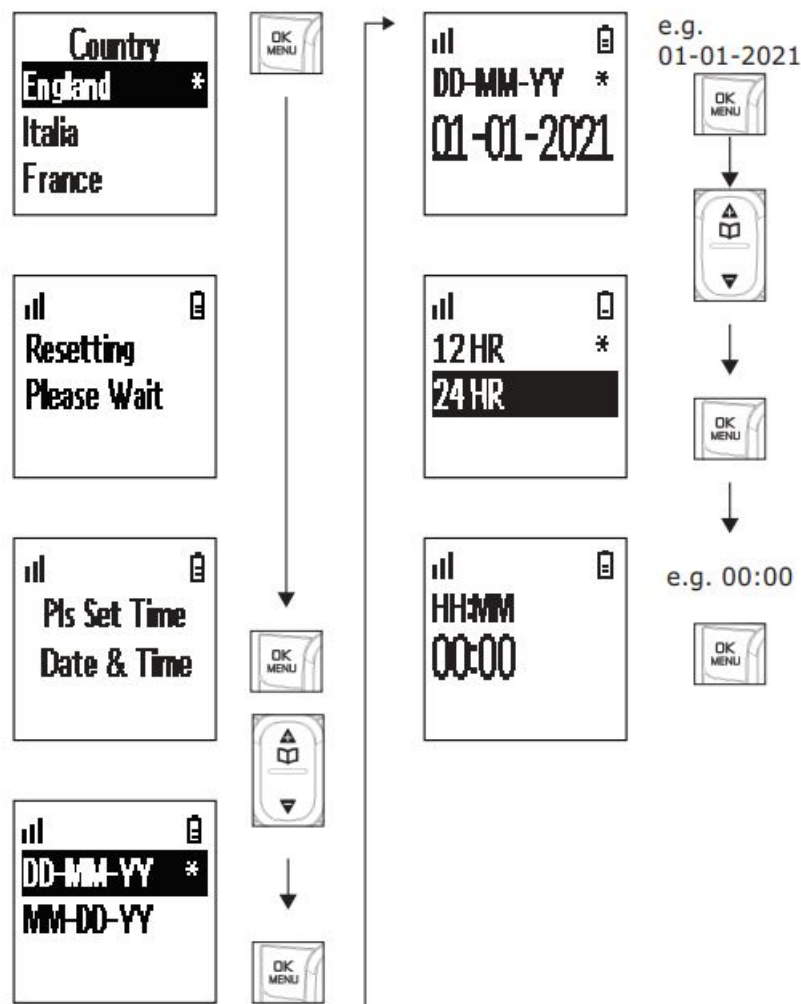 Country
England *
Italia
France
OK
MENU
Resetting
Please Wait
Pls Set Time
Date & Time
OK
MENU
DD-MM-YY *
MM-DD-YY
OK
MENU
DD-MM-YY *
01-01-2021
e.g.
01-01-2021
OK
MENU
12 HR *
24 HR
OK
MENU
HH:MM
00:00
e.g. 00:00
OK
MENU